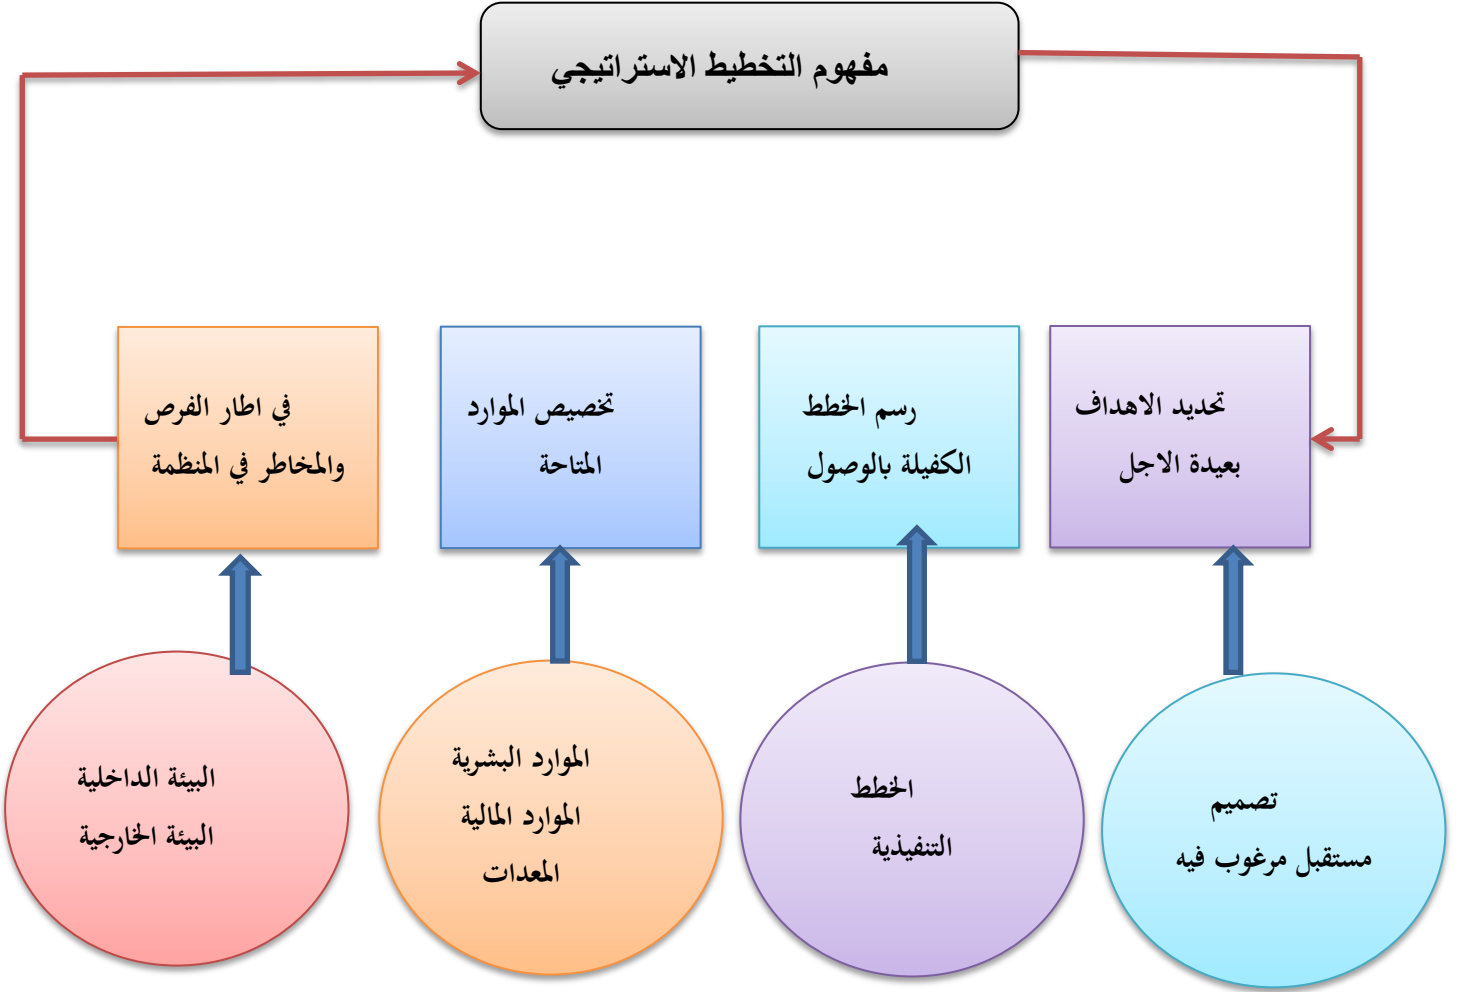 مفهوم التخطيط الاستراتيجي
تحديد الاهداف
بعيدة الاجل
رسم الخطط
الكفيلة بالوصول
تخصيص الموارد
المتاحة
في اطار الفرص
والمخاطر في المنظمة
تصميم
مستقبل مرغوب فيه
الخطط
التنفيذية
الموارد البشرية
الموارد المالية
المعدات
البيئة الداخلية
البيئة الخارجية